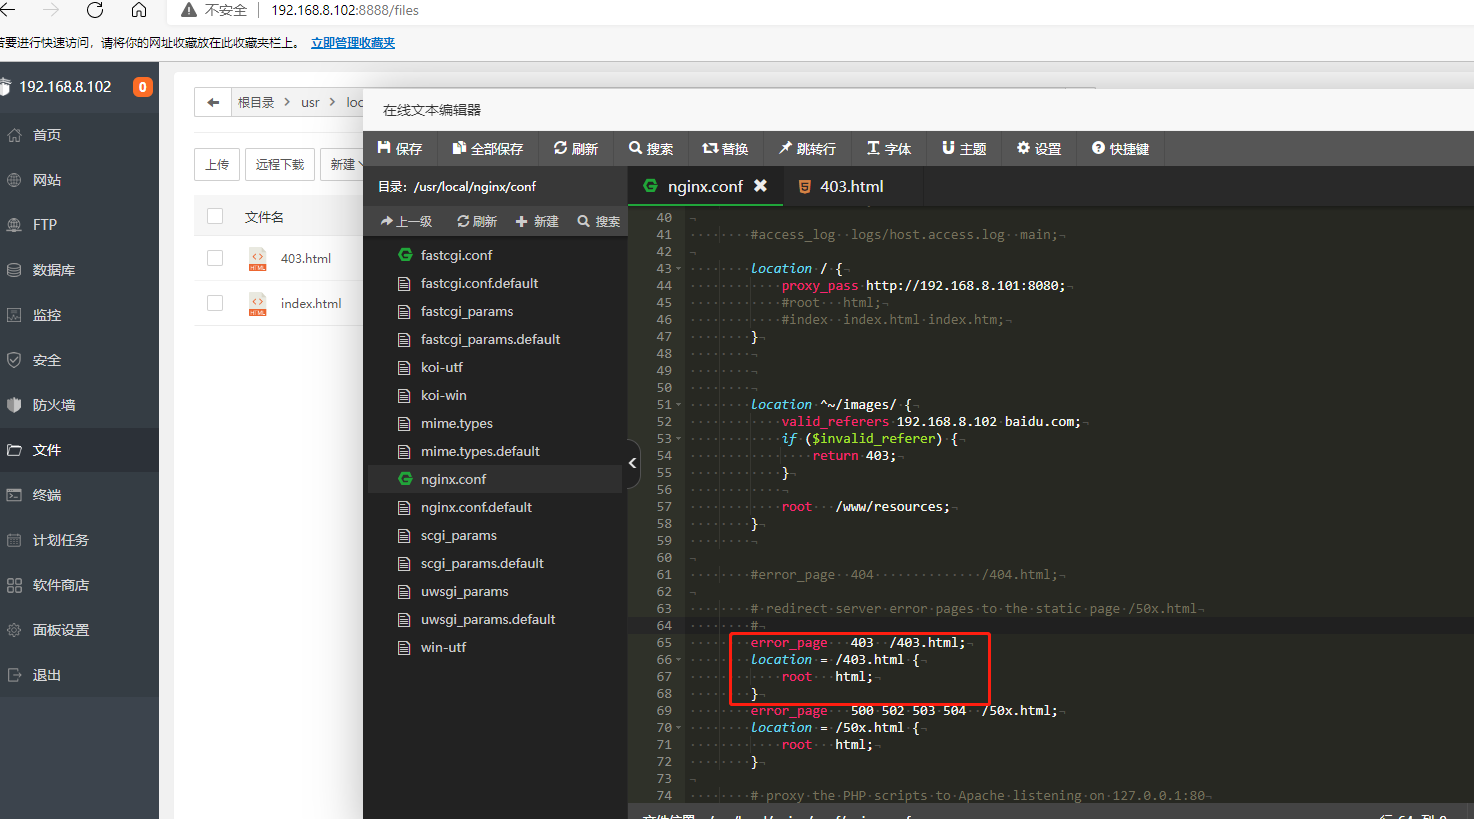 不安全 192.168.8.102:8888/files
若要进行快速访问，请将你的网址收藏放在此收藏夹栏上。 立即管理收藏夹
192.168.8.102 0
首页
网站
FTP
数据库
监控
安全
防火墙
文件
终端
计划任务
软件商店
面板设置
退出
根目录 usr loc
上传 远程下载 新建
文件名
403.html
index.html
在线文本编辑器
保存 全部保存 刷新 搜索 替换 跳转行 字体 主题 设置 快捷键
目录: /usr/local/nginx/conf
上一级 刷新 新建 搜索
fastcgi.conf
fastcgi.conf.default
fastcgi_params
fastcgi_params.default
koi-utf
koi-win
mime.types
mime.types.default
nginx.conf
nginx.conf.default
scgi_params
scgi_params.default
uwsgi_params
uwsgi_params.default
win-utf
nginx.conf 403.html
40
41 #access_log logs/host.access.log main;
42
43 location / {
44 proxy_pass http://192.168.8.101:8080;
45 #root html;
46 #index index.html index.htm;
47 }
48
49
50
51 location ^~/images/ {
52 valid_referers 192.168.8.102 baidu.com;
53 if ($invalid_referer) {
54 return 403;
55 }
56
57 root /www/resources;
58 }
59
60
61 #error_page 404 /404.html;
62
63 # redirect server error pages to the static page /50x.html
64 #
65 error_page 403 /403.html;
66 location = /403.html {
67 root html;
68 }
69 error_page 500 502 503 504 /50x.html;
70 location = /50x.html {
71 root html;
72 }
73
74 # proxy the PHP scripts to Apache listening on 127.0.0.1:80